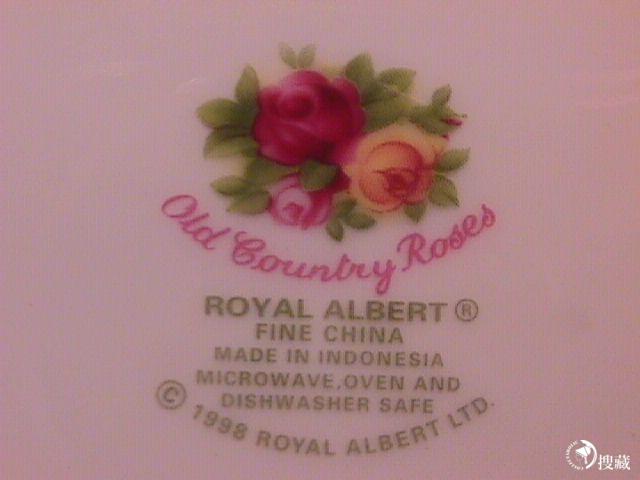 Old Country Roses
ROYAL ALBERT ®
FINE CHINA
MADE IN INDONESIA
MICROWAVE, OVEN AND
DISHWASHER SAFE
© 1998 ROYAL ALBERT LTD.
搜藏